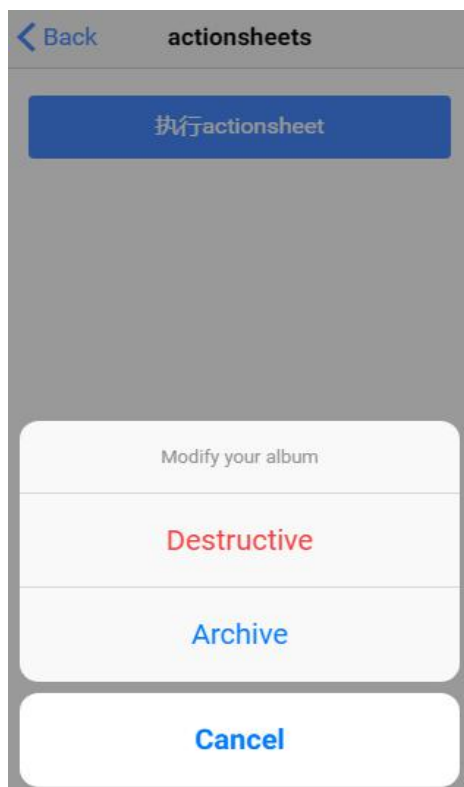 Back
actionsheets
执行actionsheet
Modify your album
Destructive
Archive
Cancel